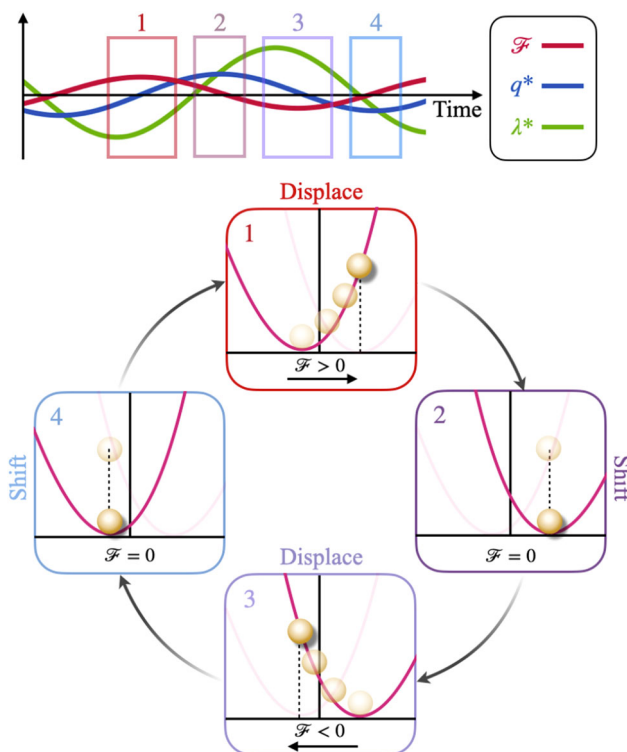 1 2 3 4
ℱ
q*
λ*
Time
Displace
1
ℱ > 0
4
Shift
ℱ = 0
2
Shift
ℱ = 0
Displace
3
ℱ < 0